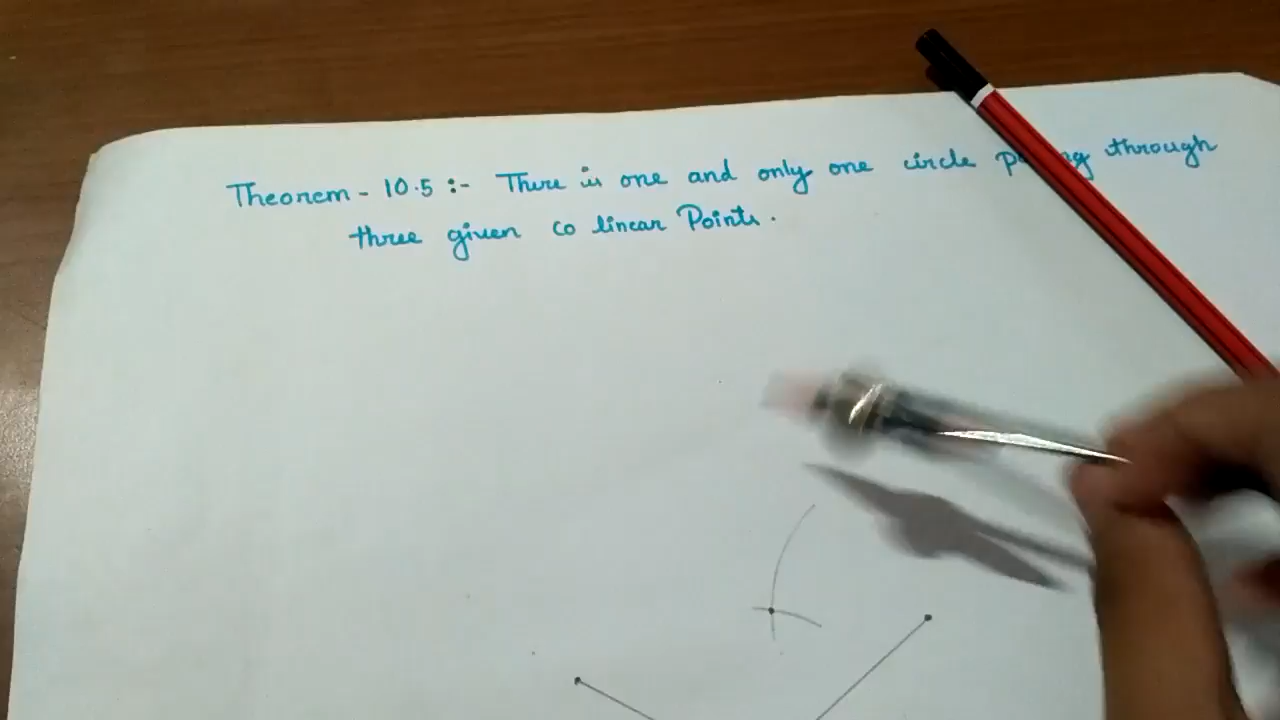 Theorem - 10.5 :- There is one and only one circle through
three given co linear Points.